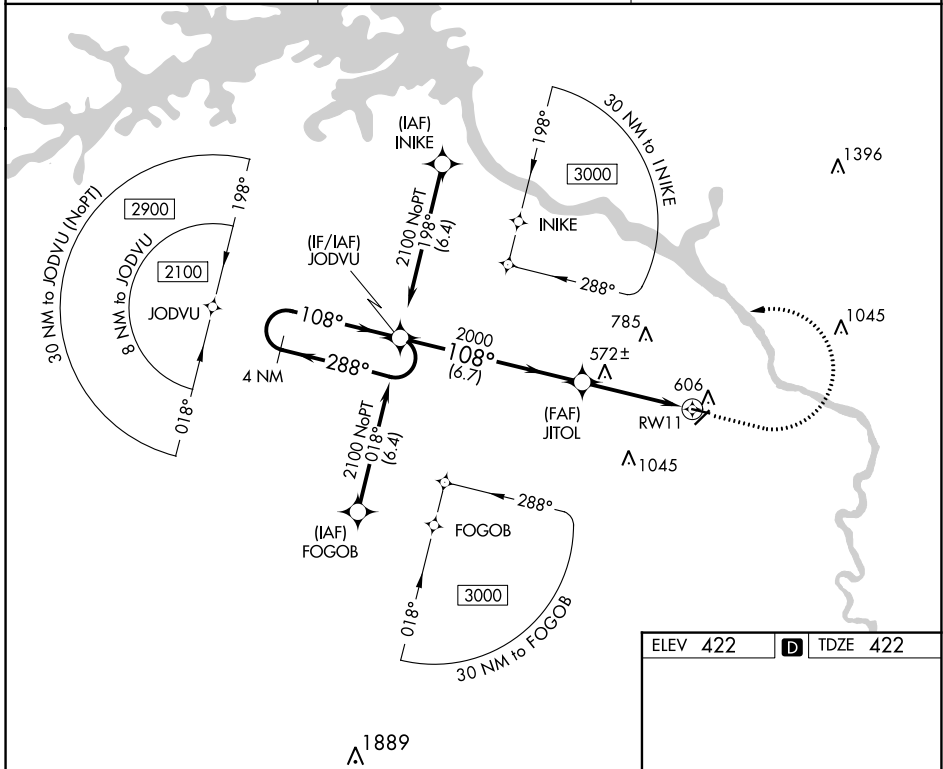 (IAF)
INIKE
30 NM to INIKE
198°
3000
INIKE
288°
1396
30 NM to JODVU (NoPT)
2900
198°
8 NM to JODVU
2100
JODVU
018°
2100 NoPT
198°
(6.4)
(IF/IAF)
JODVU
108°
288°
4 NM
2000
108°
(6.7)
785
1045
572±
(FAF)
JITOL
606
RW11
1045
2100 NoPT
018°
(6.4)
(IAF)
FOGOB
288°
FOGOB
018°
3000
30 NM to FOGOB
ELEV 422 D TDZE 422
1889